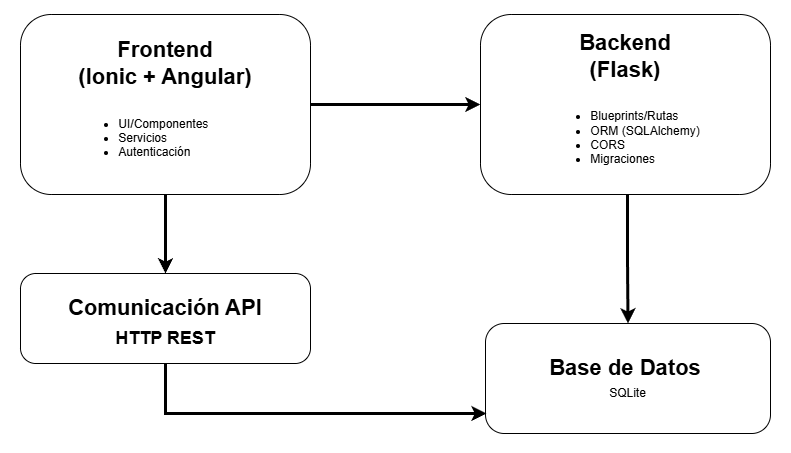 Frontend
(Ionic + Angular)
• UI/Componentes
• Servicios
• Autenticación
Backend
(Flask)
• Blueprints/Rutas
• ORM (SQLAlchemy)
• CORS
• Migraciones
Comunicación API
HTTP REST
Base de Datos
SQLite